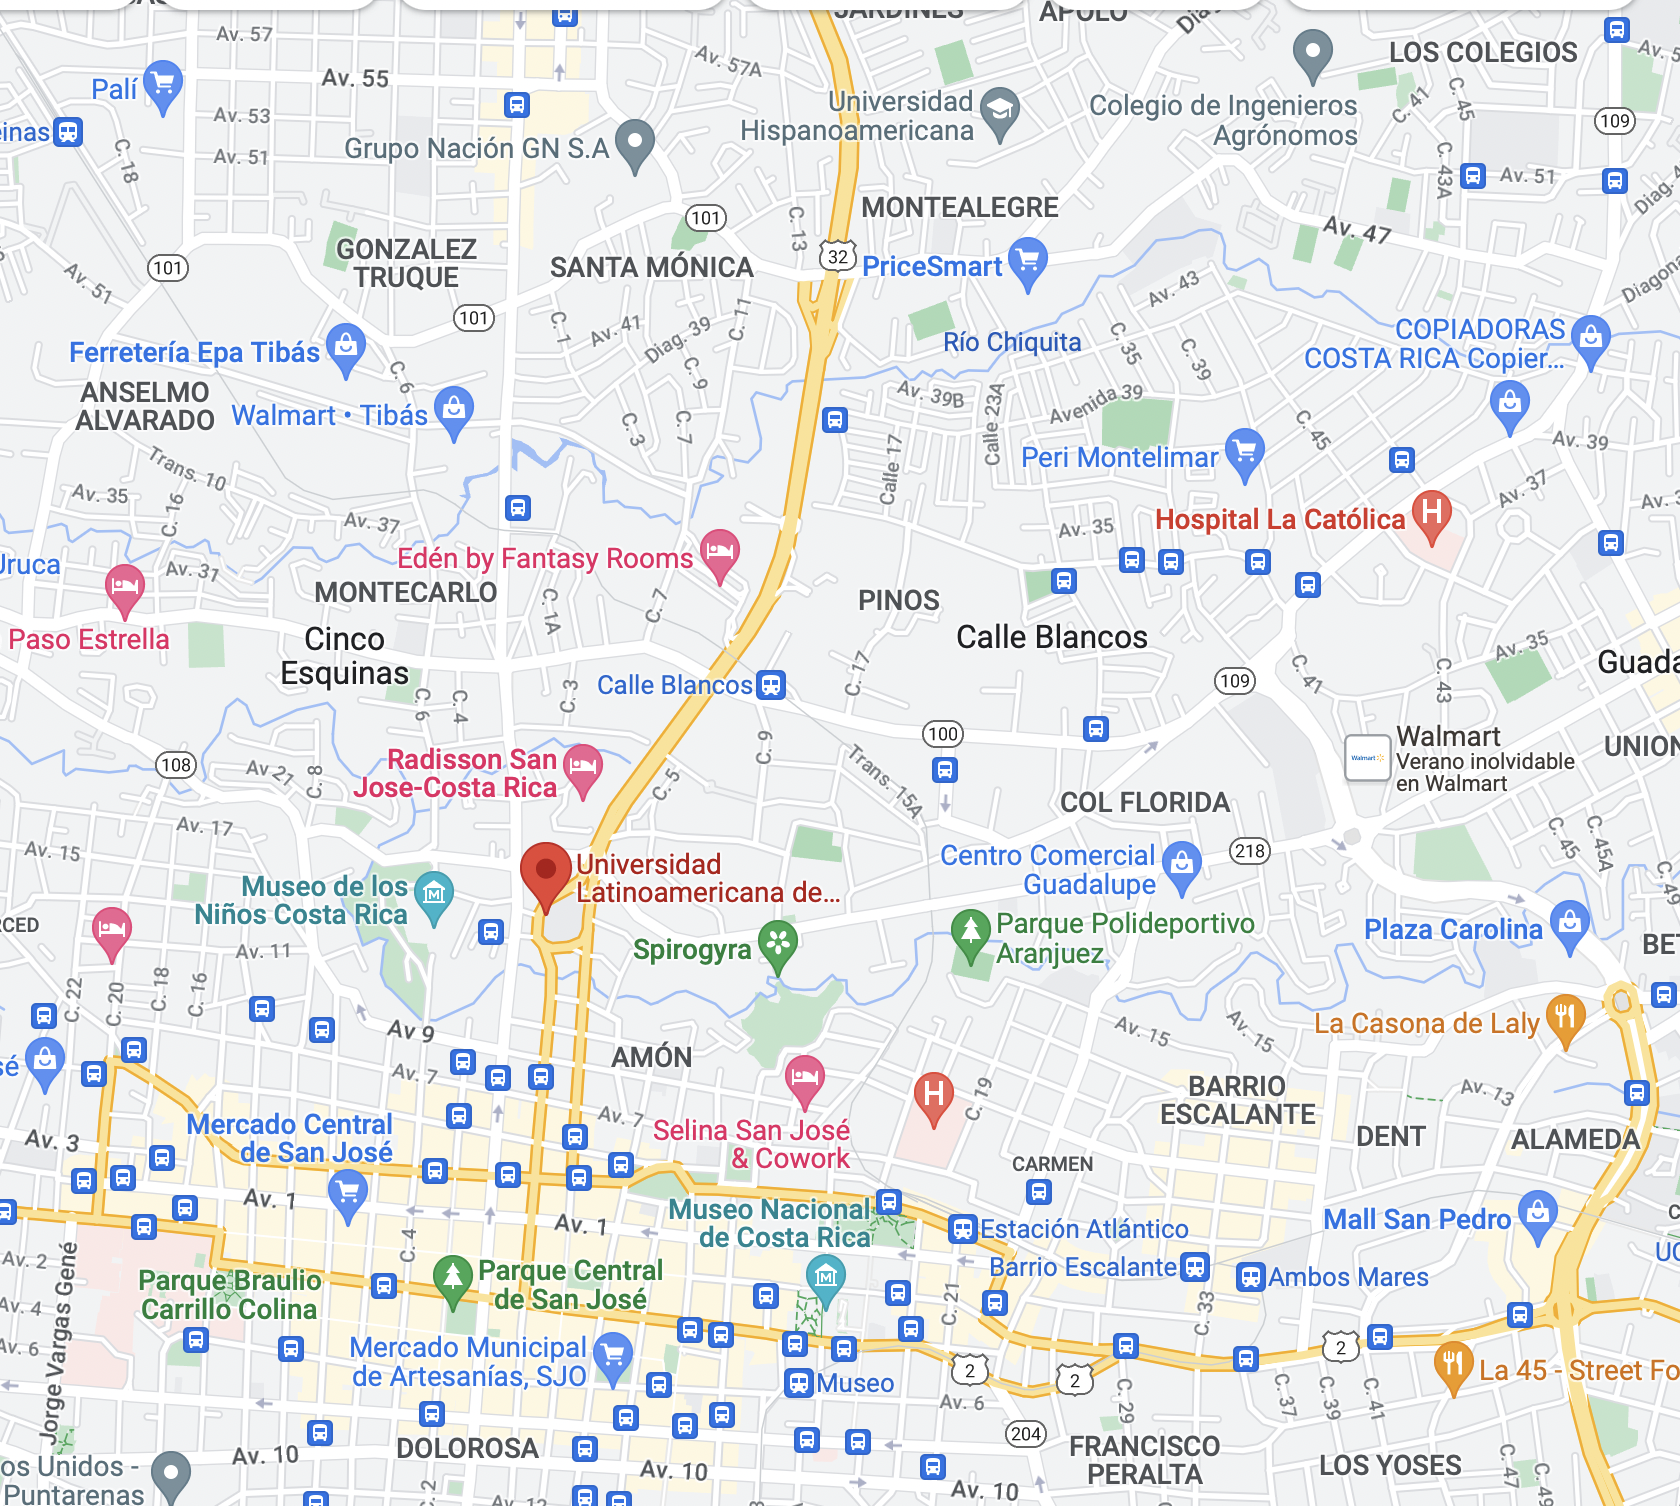 JARDINES
APOLO
Av. 57
LOS COLEGIOS
Av. 57A
Av. 55
Palí
Universidad
Hispanoamericana
Colegio de Ingenieros
Agrónomos
C. 41
C. 45
109
Av. 53
einas
C. 18
Grupo Nación GN S.A
Av. 51
C. 43A
Av. 51
MONTEALEGRE
101
C. 13
Av. 47
GONZALEZ
TRUQUE
SANTA MÓNICA
32
PriceSmart
101
Av. 51
Av. 43
101
C. 1
Av. 41
Diag. 39
C. 11
Río Chiquita
C. 35
C. 39
COPIADORAS
COSTA RICA Copier...
Ferretería Epa Tibás
C. 6
C. 9
ANSELMO
ALVARADO
Walmart • Tibás
Av. 39B
Calle 23A
Avenida 39
C. 3
C. 7
C. 45
Av. 39
Trans. 10
Calle 17
Peri Montelimar
Av. 35
C. 16
Av. 37
Av. 37
Av. 35
Hospital La Católica
Uruca
Av. 31
Edén by Fantasy Rooms
MONTECARLO
C. 1A
C. 7
PINOS
Paso Estrella
Cinco
Esquinas
Calle Blancos
Av. 35
C. 17
C. 41
C. 43
109
Calle Blancos
C. 6
C. 4
C. 3
C. 9
100
Walmart
Verano inolvidable
en Walmart
Walmart
UNION
108
Av 21
C. 8
Radisson San
Jose-Costa Rica
C. 5
Trans. 15A
COL FLORIDA
Av. 17
Av. 15
C. 45
C. 45A
218
Universidad
Latinoamericana de...
Centro Comercial
Guadalupe
C. 49
Museo de los
Niños Costa Rica
RCED
Parque Polideportivo
Aranjuez
Plaza Carolina
Av. 11
Spirogyra
C. 22
C. 20
C. 18
C. 16
Av 9
Av. 15
Av. 15
La Casona de Laly
AMÓN
Av. 7
C. 19
BARRIO
ESCALANTE
Av. 13
Av. 7
Mercado Central
de San José
Selina San José
& Cowork
DENT
ALAMEDA
Av. 3
CARMEN
Av. 1
Av. 1
Museo Nacional
de Costa Rica
Estación Atlántico
Mall San Pedro
C. 4
Av. 2
Jorge Vargas Gené
Barrio Escalante
Ambos Mares
Parque Braulio
Carrillo Colina
Parque Central
de San José
Av. 4
C. 21
C. 33
Av. 6
Mercado Municipal
de Artesanías, SJO
2
2
2
La 45 - Street Fo
Museo
Av. 6
C. 29
C. 37
C. 39
C. 41
204
Av. 10
DOLOROSA
Av. 10
FRANCISCO
PERALTA
LOS YOSES
C. 47
C. 49
os Unidos -
Puntarenas
C. 2
Av. 12
Av. 10